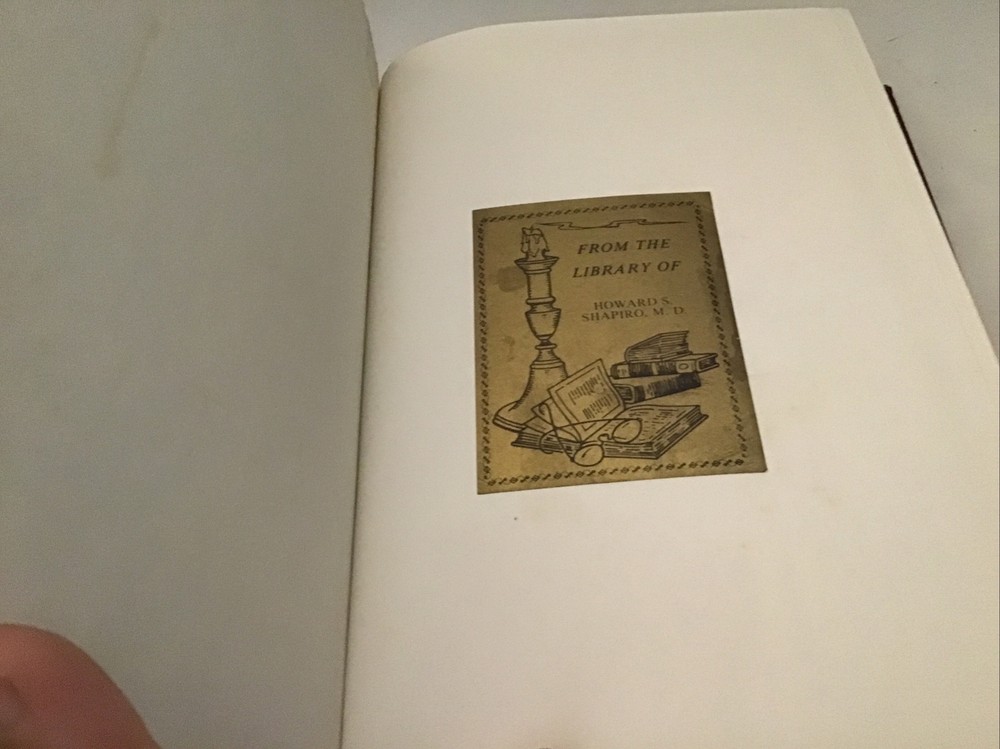 FROM THE
LIBRARY OF
HOWARD S.
SHAPIRO, M. D.